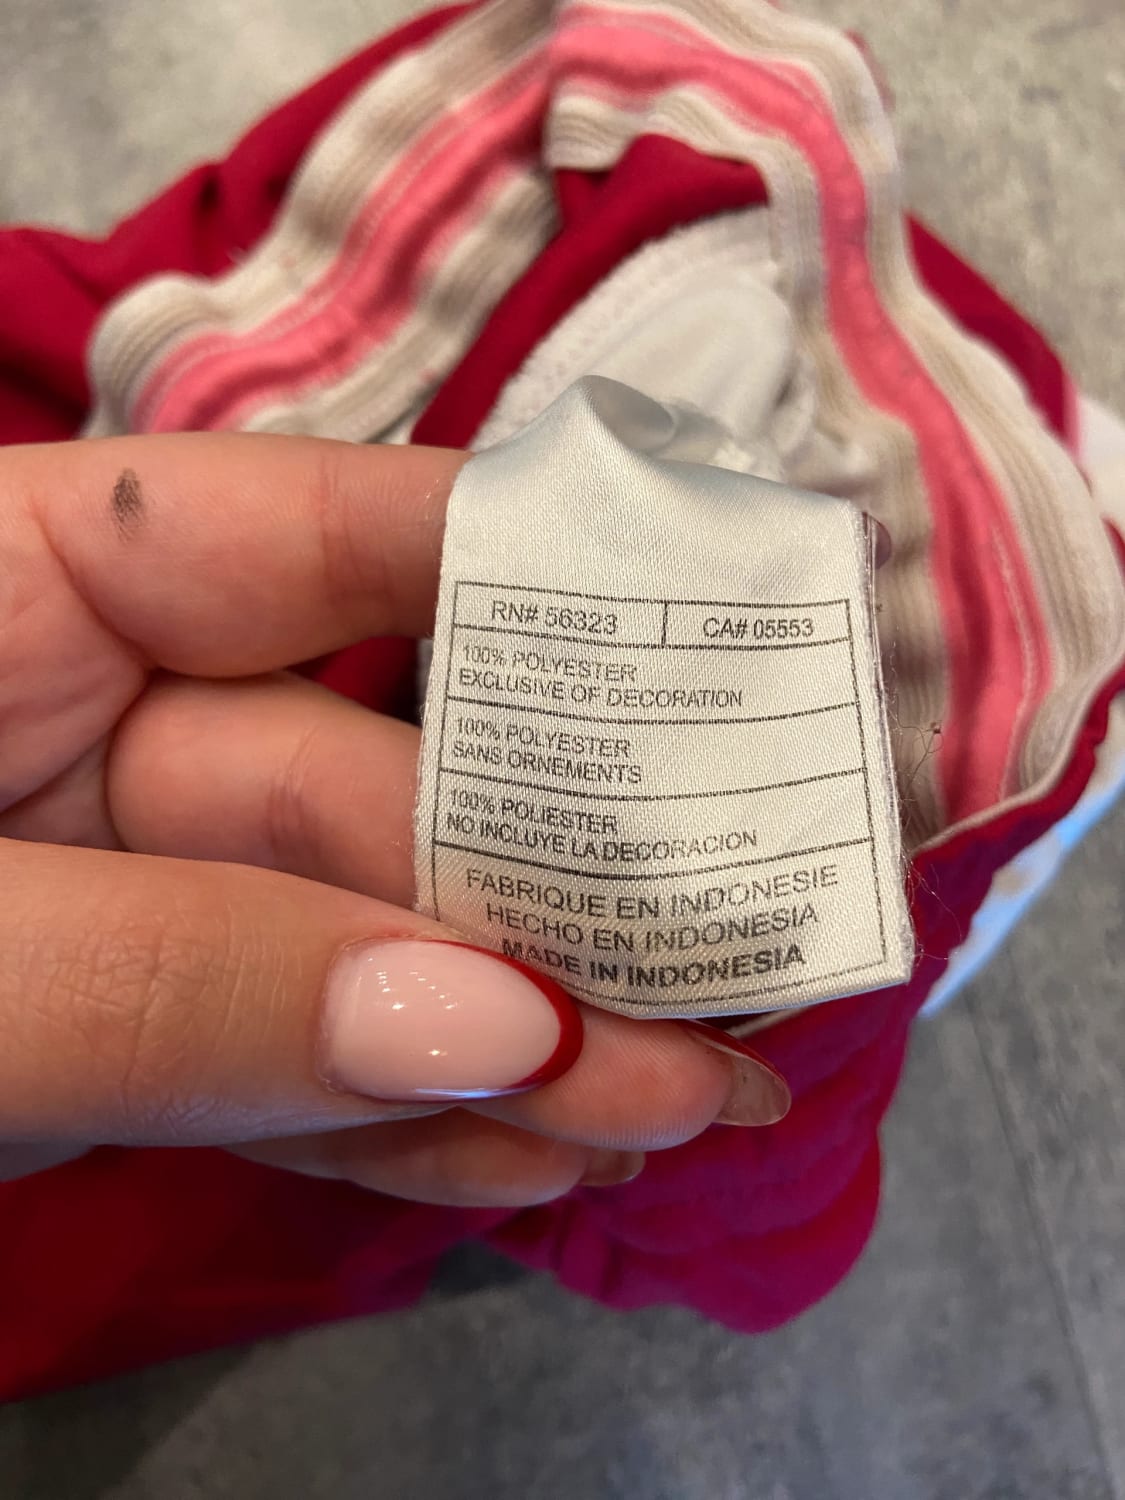 RN# 56323
CA# 05553
100% POLYESTER
EXCLUSIVE OF DECORATION
100% POLYESTER
SANS ORNEMENTS
100% POLIESTER
NO INCLUYE LA DECORACION
FABRIQUE EN INDONESIE
HECHO EN INDONESIA
MADE IN INDONESIA